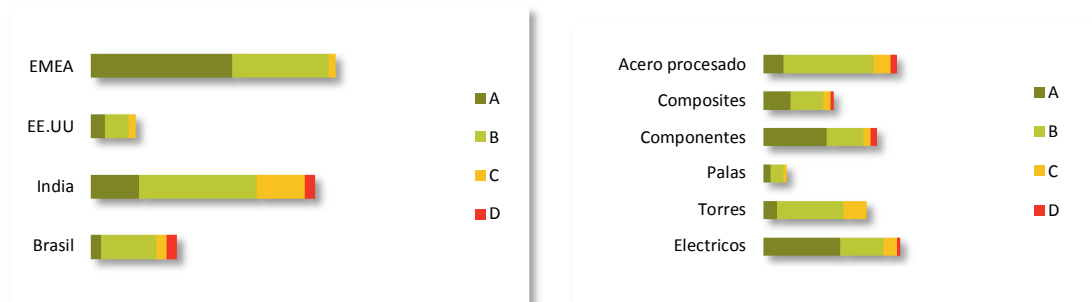 EMEA
EE.UU
India
Brasil
A
B
C
D
Acero procesado
Composites
Componentes
Palas
Torres
Electricos
A
B
C
D